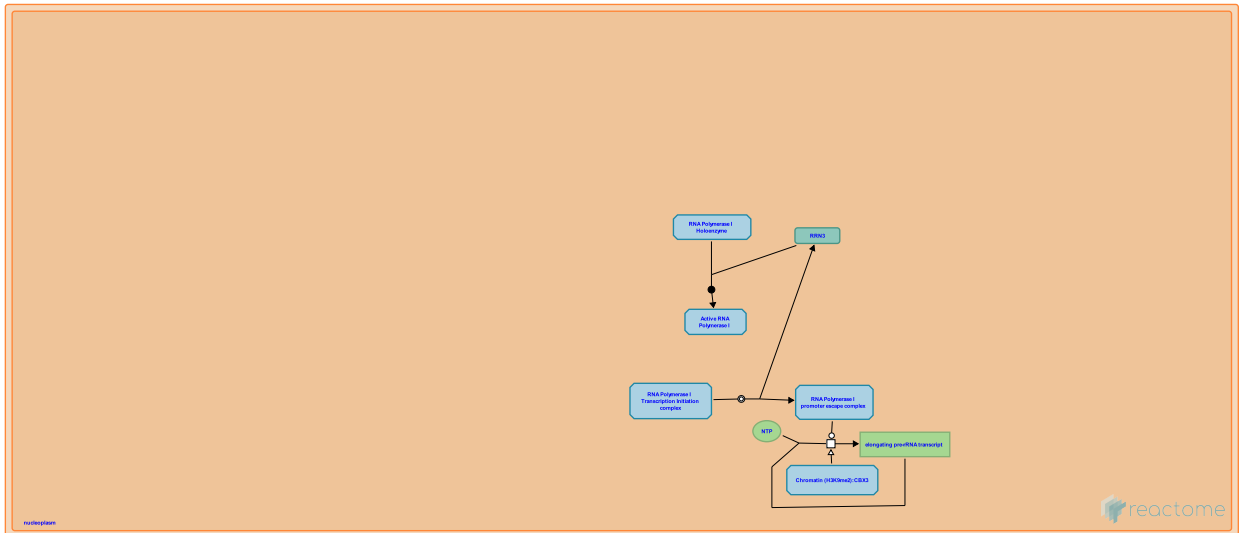 RNA Polymerase I
Holoenzyme
RRN3
Active RNA
Polymerase I
RNA Polymerase I
Transcription Initiation
complex
RNA Polymerase I
promoter escape complex
NTP
elongating pre-rRNA transcript
Chromatin (H3K9me2): CBX3
nucleoplasm
reactome